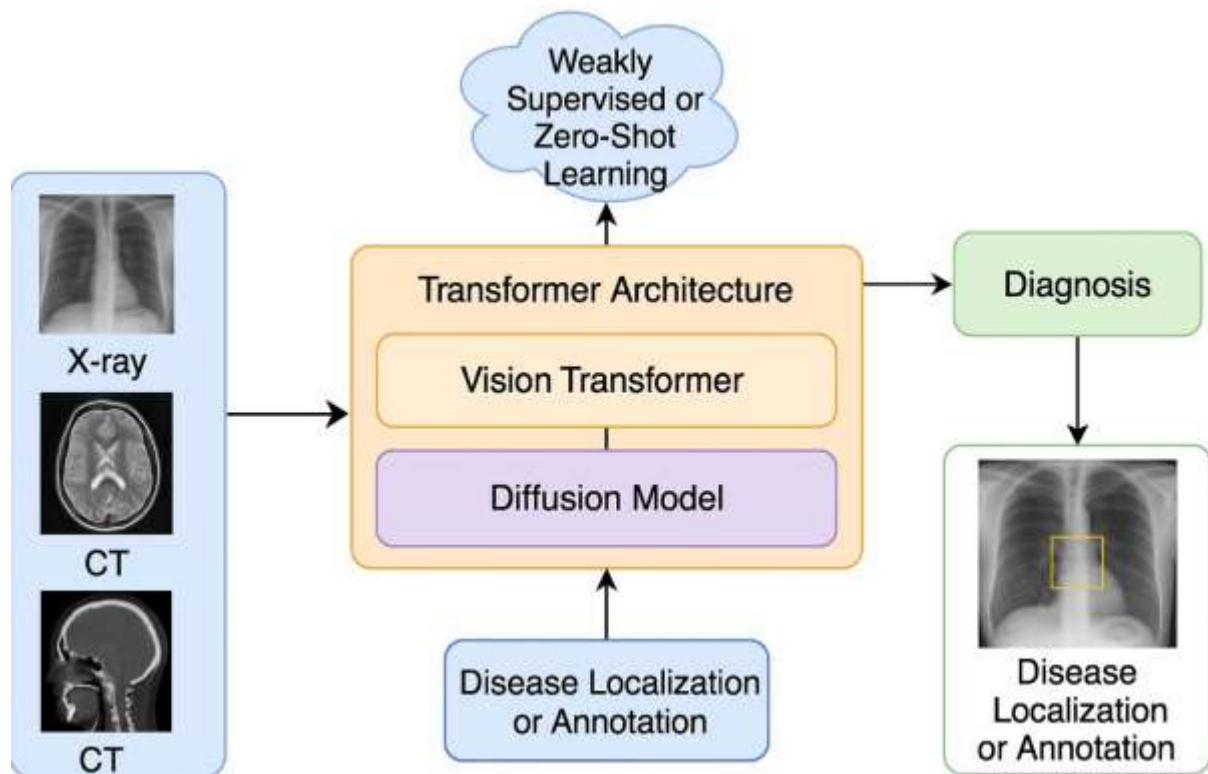 Weakly
Supervised or
Zero-Shot
Learning
X-ray
CT
CT
Transformer Architecture
Vision Transformer
Diffusion Model
Disease Localization
or Annotation
Diagnosis
Disease
Localization
or Annotation